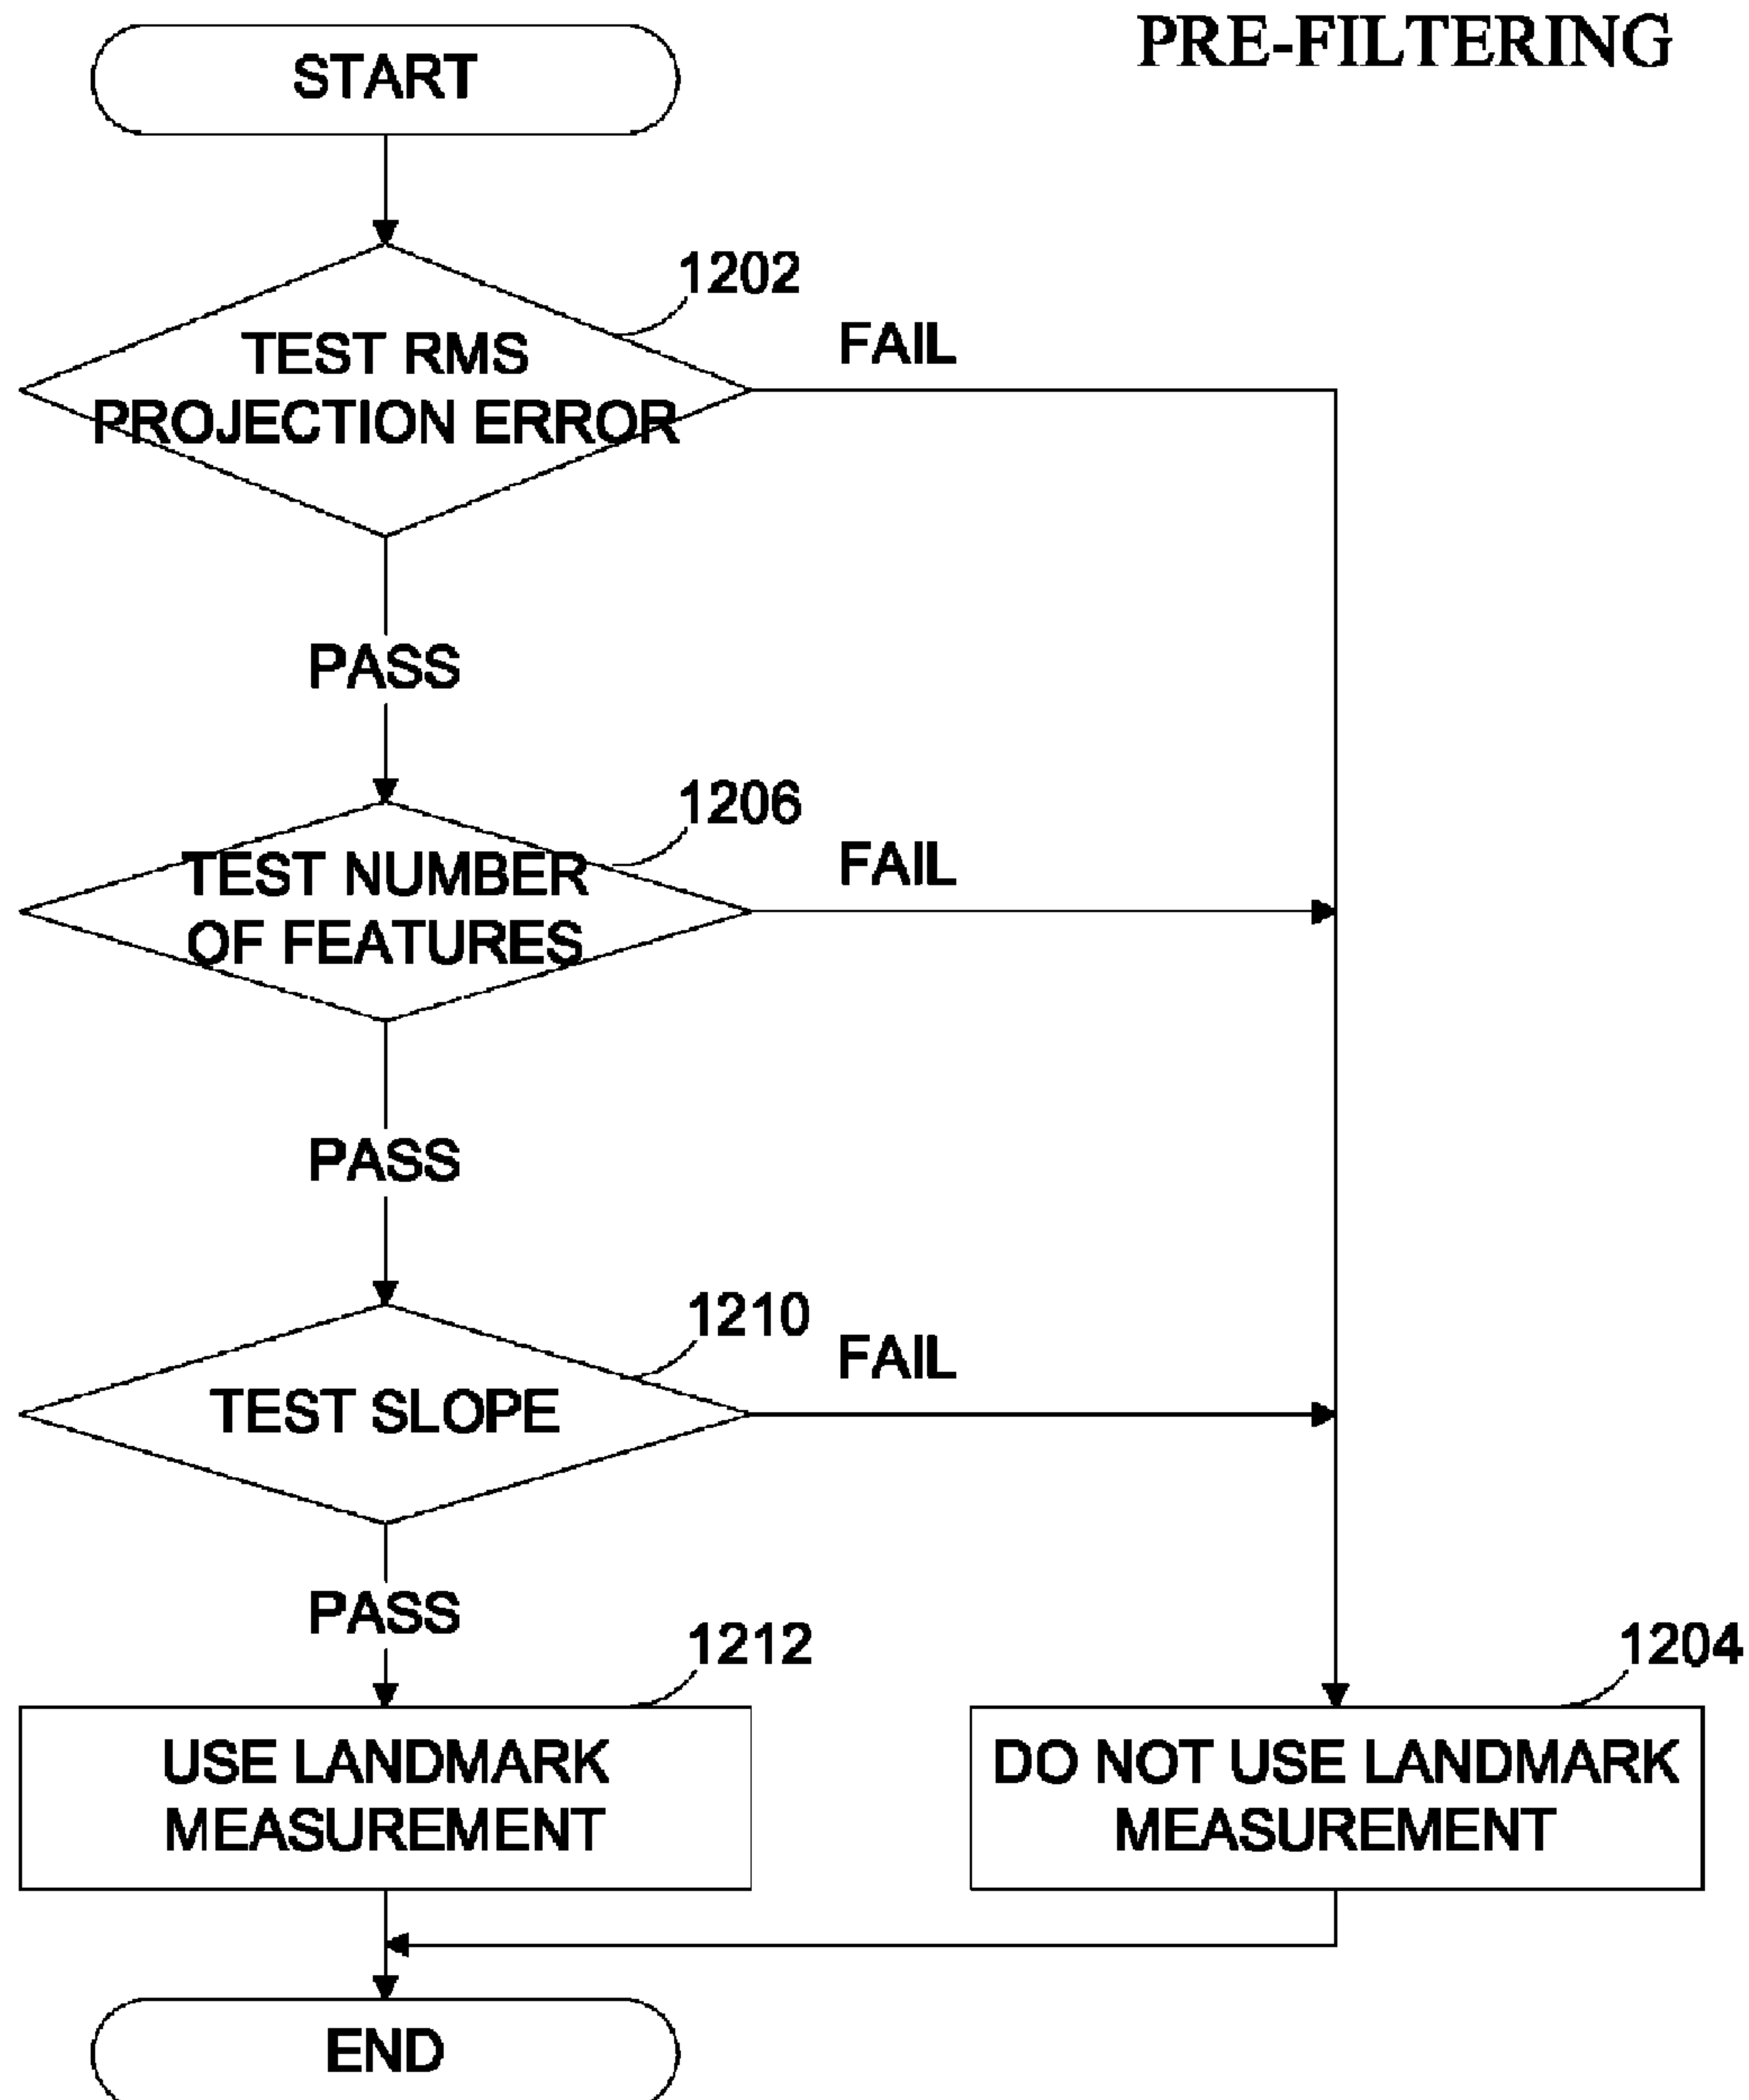 PRE-FILTERING
START
1202
TEST RMS
PROJECTION ERROR
FAIL
PASS
1206
TEST NUMBER
OF FEATURES
FAIL
PASS
1210
TEST SLOPE
FAIL
PASS
1212
USE LANDMARK
MEASUREMENT
1204
DO NOT USE LANDMARK
MEASUREMENT
END